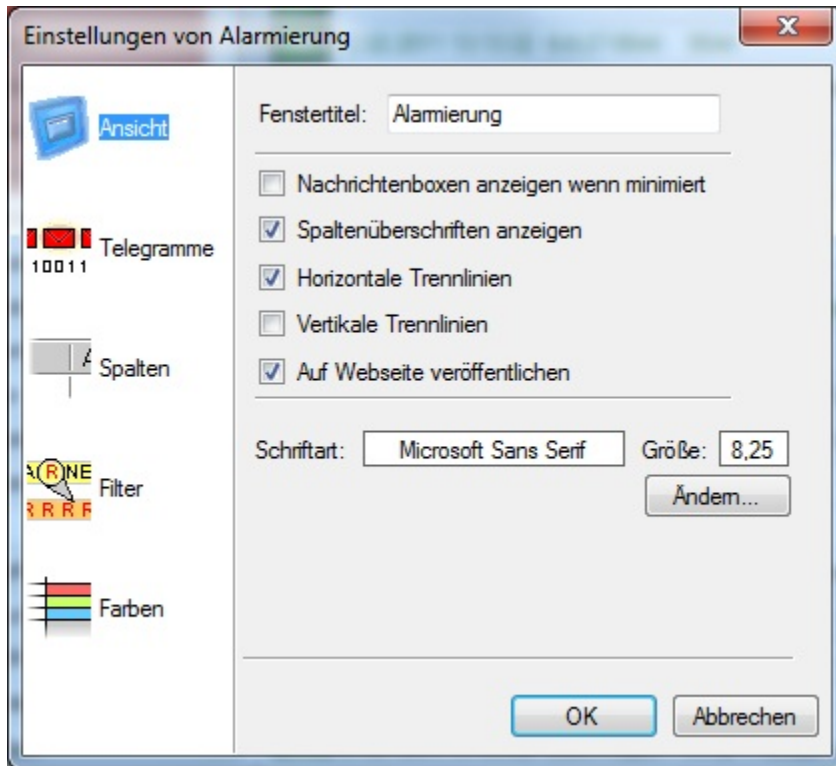 Einstellungen von Alarmierung
Ansicht
Telegramme
10011
Spalten
A
A(R)NE
R R R R
Filter
Farben
Fenstertitel: Alarmierung
Nachrichtenboxen anzeigen wenn minimiert
Spaltenüberschriften anzeigen
Horizontale Trennlinien
Vertikale Trennlinien
Auf Webseite veröffentlichen
Schriftart: Microsoft Sans Serif Größe: 8,25
Ändern...
OK Abbrechen